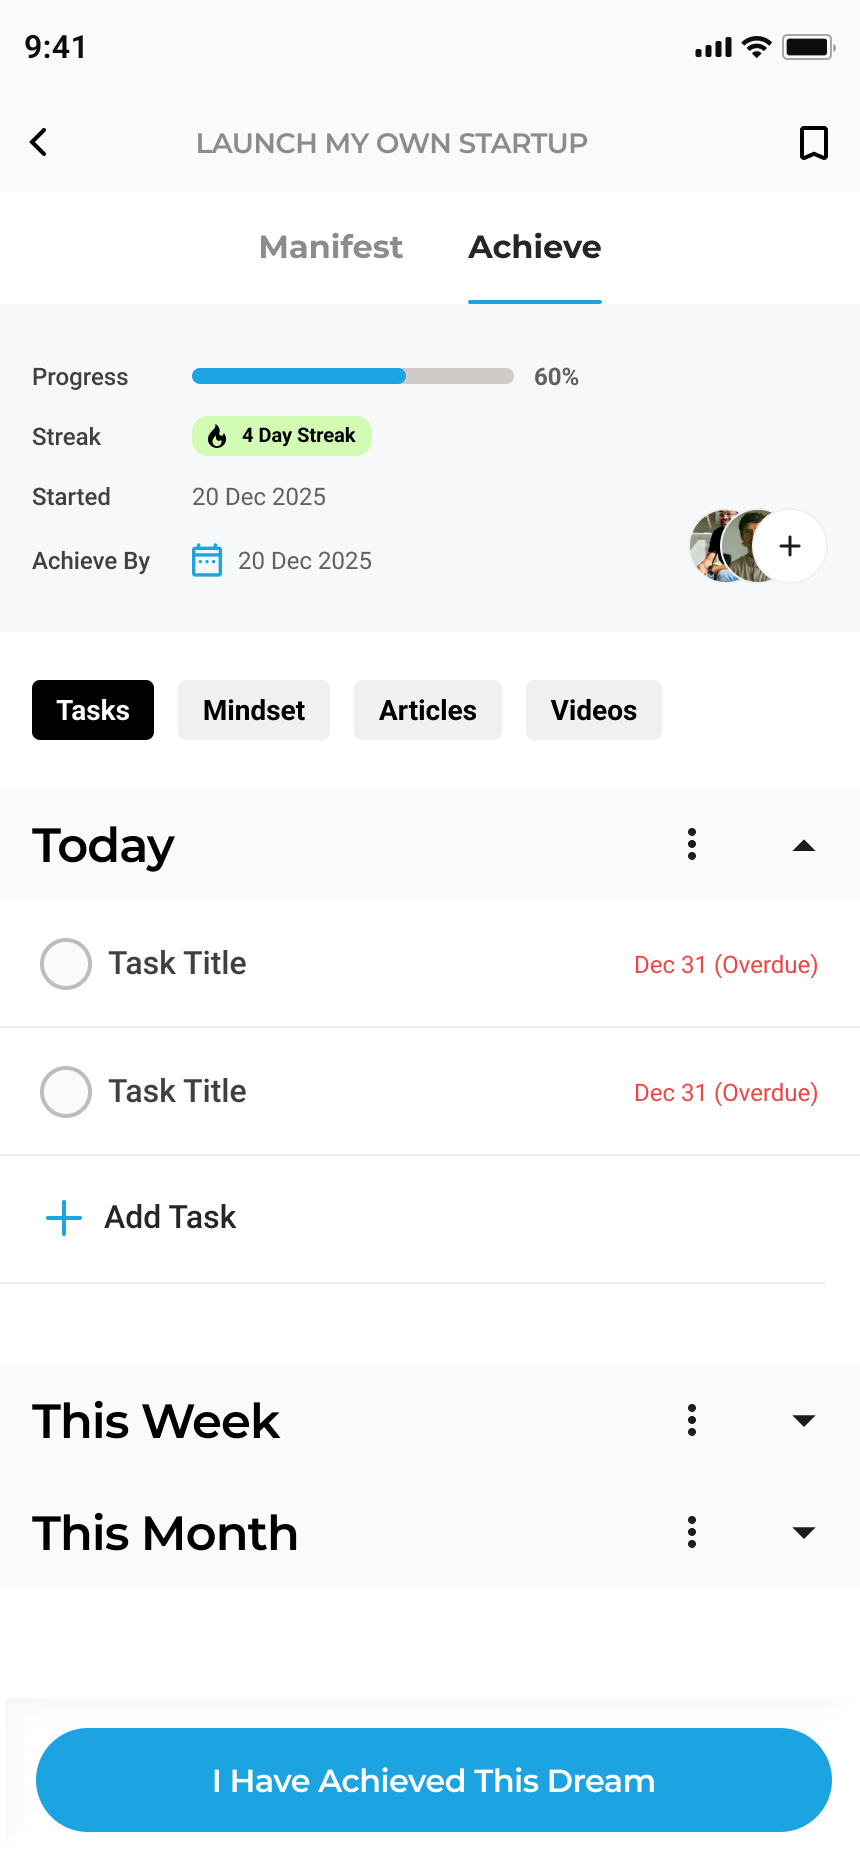 9:41
LAUNCH MY OWN STARTUP
Manifest Achieve
Progress 60%
Streak 4 Day Streak
Started 20 Dec 2025
Achieve By 20 Dec 2025
Tasks Mindset Articles Videos
Today
Task Title Dec 31 (Overdue)
Task Title Dec 31 (Overdue)
Add Task
This Week
This Month
I Have Achieved This Dream